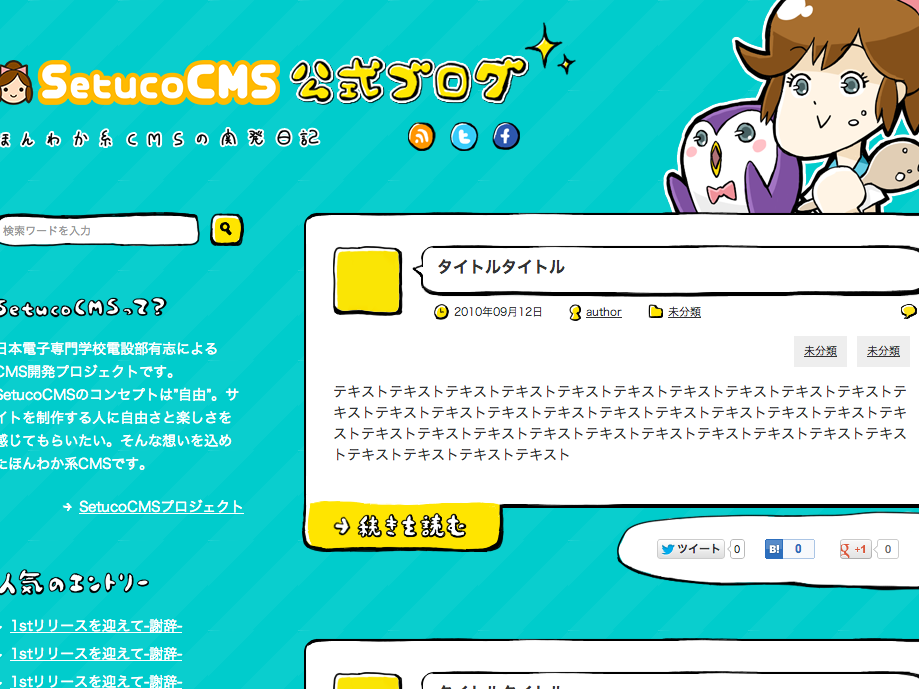 SetucoCMS 公式ブログ
ほんわか系CMSの開発日記
検索ワードを入力
SetucoCMSって?
日本電子専門学校電設部有志による
CMS開発プロジェクトです。
SetucoCMSのコンセプトは"自由"。サ
イトを制作する人に自由さと楽しさを
感じてもらいたい。そんな想いを込め
たほんわか系CMSです。
SetucoCMSプロジェクト
人気のエントリー
1stリリースを迎えて-謝辞-
1stリリースを迎えて-謝辞-
1stリリースを迎えて-謝辞-
タイトルタイトル
2010年09月12日 author 未分類
未分類 未分類
テキストテキストテキストテキストテキストテキストテキストテキストテキストテキストテ
キストテキストテキストテキストテキストテキストテキストテキストテキストテキストテキ
ストテキストテキストテキストテキストテキストテキストテキストテキストテキストテキス
トテキストテキストテキストテキスト
続きを読む
ツイート 0 B! 0 g +1 0
タイトルタイトル